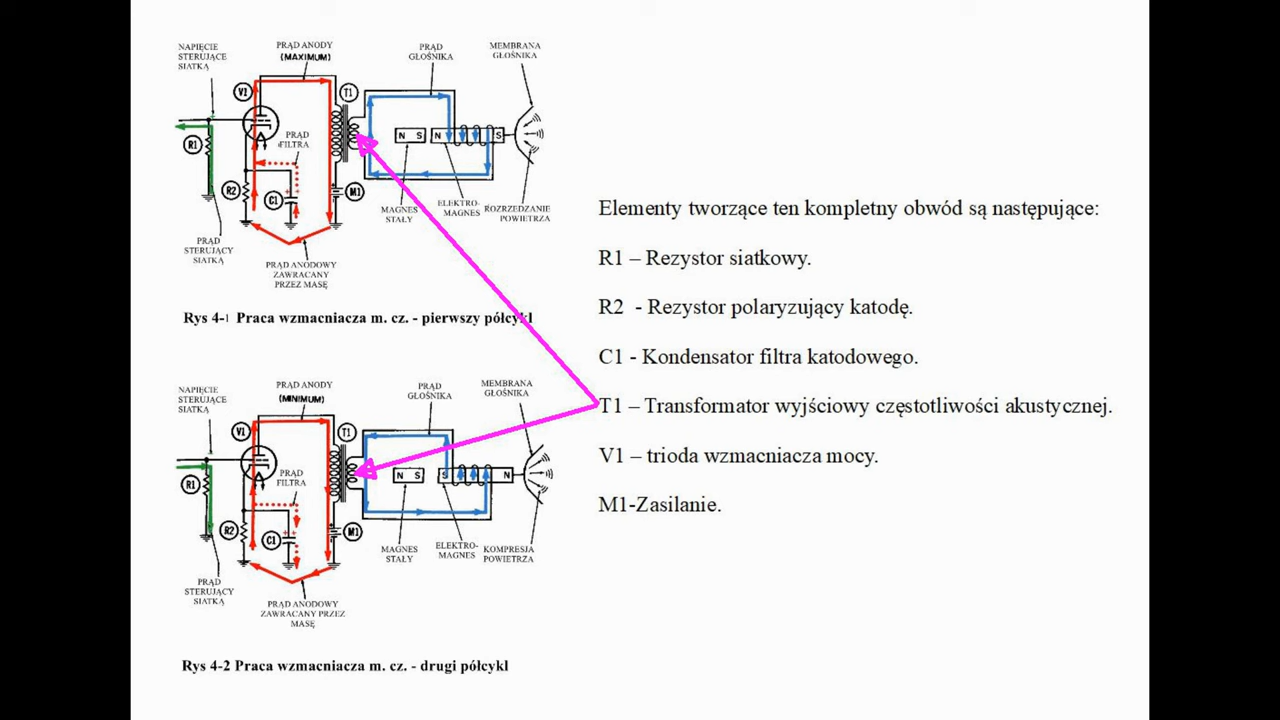 NAPIĘCIE
STERUJĄCE
SIATKĄ
PRĄD ANODY
(MAXIMUM)
PRĄD
GŁOŚNIKA
MEMBRANA
GŁOŚNIKA
V1
T1
R1
PRĄD
FILTRA
N S
N S
R2
C1
M1
MAGNES
STAŁY
ELEKTRO-
MAGNES
ROZRZEDZANIE
POWIETRZA
PRĄD
STERUJĄCY
SIATKĄ
PRĄD ANODOWY
ZAWRACANY
PRZEZ MASĘ
Rys 4-1 Praca wzmacniacza m. cz. - pierwszy półcykl
NAPIĘCIE
STERUJĄCE
SIATKĄ
PRĄD ANODY
(MINIMUM)
PRĄD
GŁOŚNIKA
MEMBRANA
GŁOŚNIKA
V1
T1
R1
PRĄD
FILTRA
N S
S N
R2
C1
M1
MAGNES
STAŁY
ELEKTRO-
MAGNES
KOMPRESJA
POWIETRZA
PRĄD
STERUJĄCY
SIATKĄ
PRĄD ANODOWY
ZAWRACANY PRZEZ
MASĘ
Rys 4-2 Praca wzmacniacza m. cz. - drugi półcykl
Elementy tworzące ten kompletny obwód są następujące:
R1 – Rezystor siatkowy.
R2 - Rezystor polaryzujący katodę.
C1 - Kondensator filtra katodowego.
T1 – Transformator wyjściowy częstotliwości akustycznej.
V1 – trioda wzmacniacza mocy.
M1-Zasilanie.